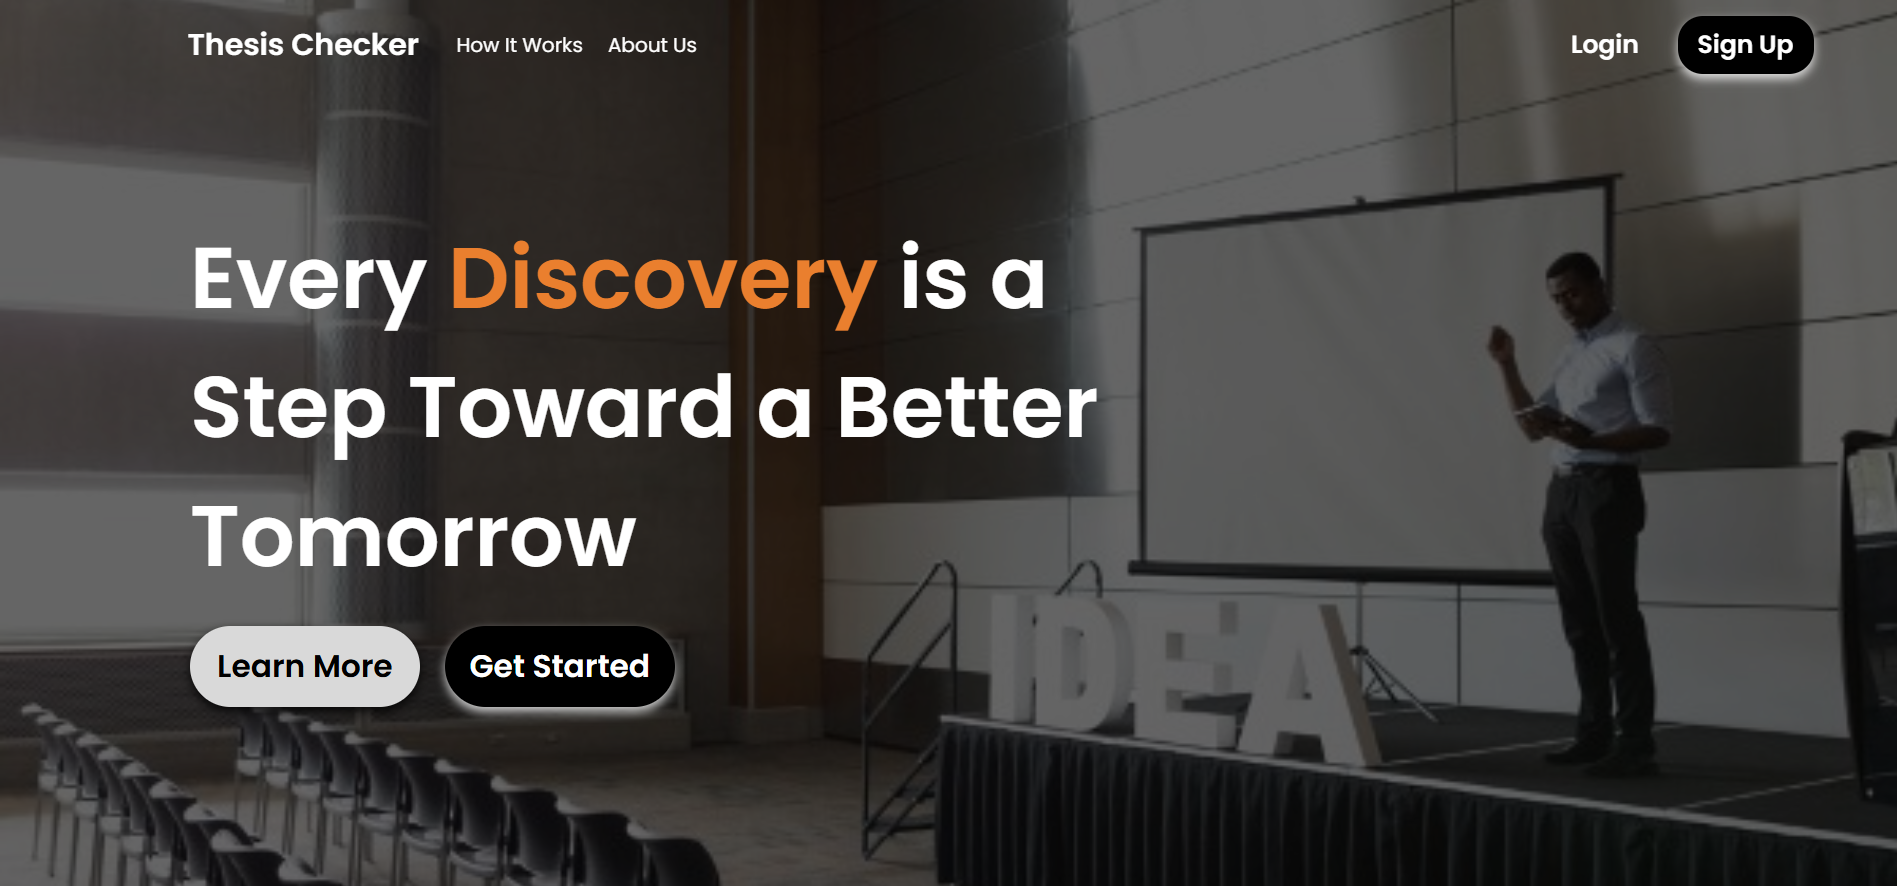 Thesis Checker How It Works About Us Login Sign Up
Every Discovery is a
Step Toward a Better
Tomorrow
Learn More Get Started
IDEA